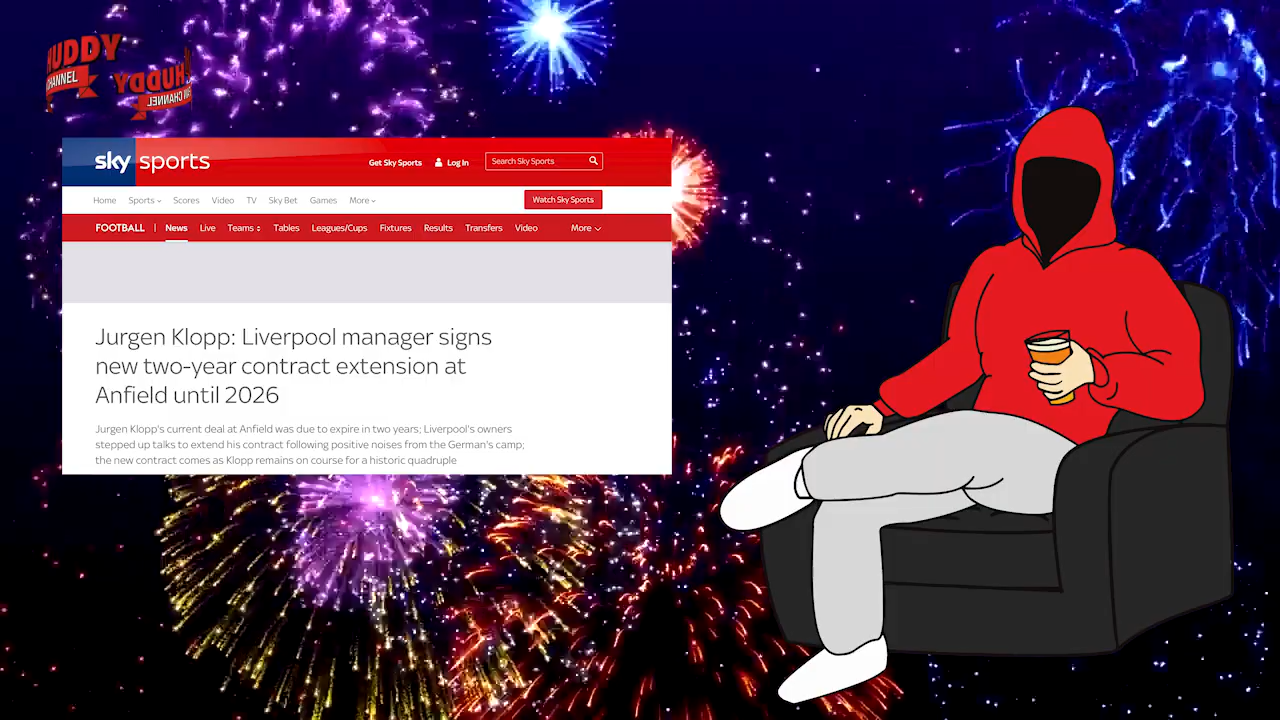 HUDDY
CHANNEL
HUDDY
CHANNEL
sky sports
Get Sky Sports
Log In
Search Sky Sports
Home Sports Scores Video TV Sky Bet Games More
Watch Sky Sports
FOOTBALL | News Live Teams Tables Leagues/Cups Fixtures Results Transfers Video More
Jurgen Klopp: Liverpool manager signs
new two-year contract extension at
Anfield until 2026
Jurgen Klopp's current deal at Anfield was due to expire in two years; Liverpool's owners
stepped up talks to extend his contract following positive noises from the German's camp;
the new contract comes as Klopp remains on course for a historic quadruple